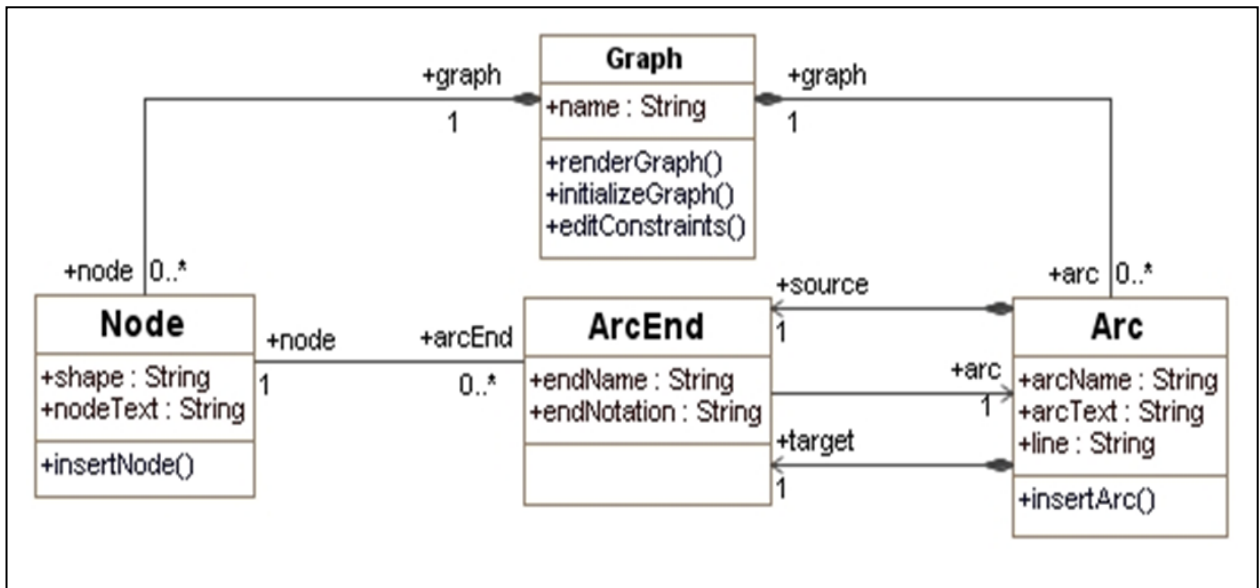 Graph
+graph
+graph
+name : String
1
1
+renderGraph()
+initializeGraph()
+editConstraints()
+node
0..*
+arc
0..*
Node
+shape : String
+nodeText : String
+insertNode()
+node
1
+arcEnd
0..*
ArcEnd
+endName : String
+endNotation : String
+source
1
+arc
1
+target
1
Arc
+arcName : String
+arcText : String
+line : String
+insertArc()